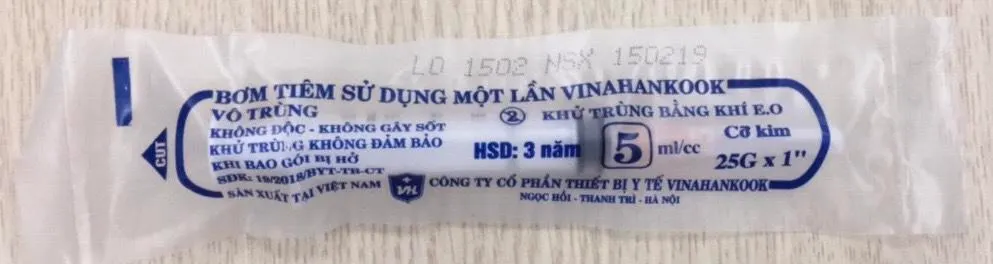 LO 1502 NSX 150219
BƠM TIÊM SỬ DỤNG MỘT LẦN VINAHANKOOK
VÔ TRÙNG
KHỬ TRÙNG BẰNG KHÍ E.O
KHÔNG ĐỘC - KHÔNG GÂY SỐT
KHỬ TRÙNG KHÔNG ĐẢM BẢO
KHI BAO GÓI BỊ HỞ
SĐK: 19/2018/BYT-TB-CT
HSD: 3 năm
5 ml/cc
Cỡ kim
25G x 1"
CUT
SẢN XUẤT TẠI VIỆT NAM
VH
CÔNG TY CỔ PHẦN THIẾT BỊ Y TẾ VINAHANKOOK
NGỌC HỒI - THANH TRÌ - HÀ NỘI